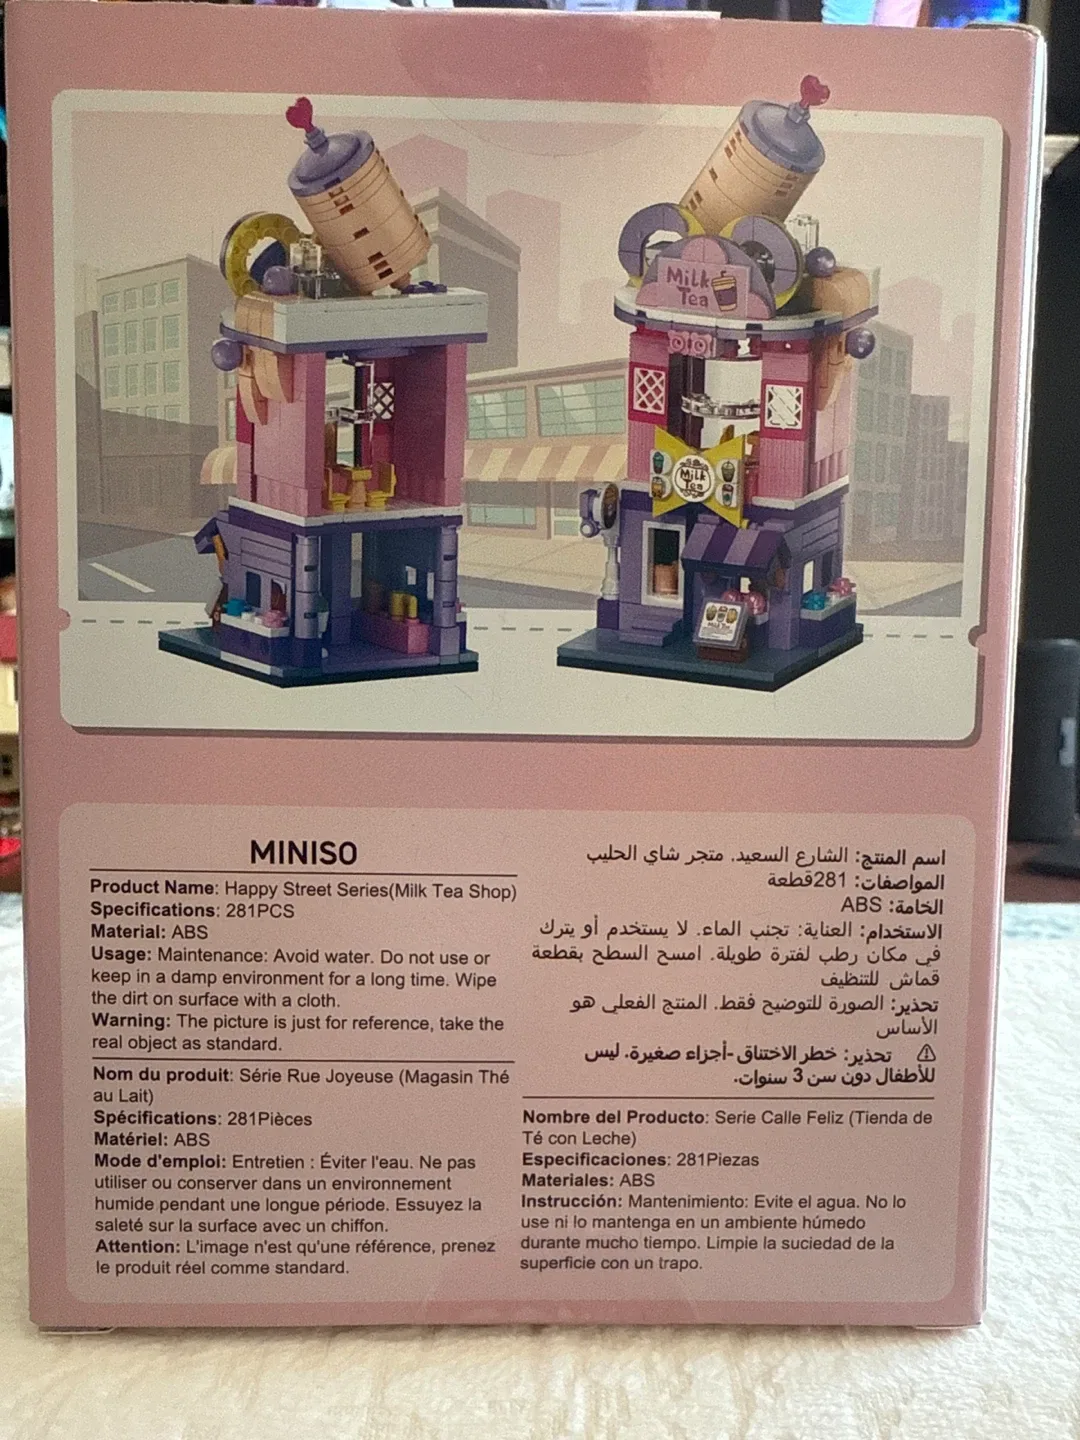 Milk
Tea
Milk
Tea
MINISO
Product Name: Happy Street Series(Milk Tea Shop)
Specifications: 281PCS
Material: ABS
Usage: Maintenance: Avoid water. Do not use or
keep in a damp environment for a long time. Wipe
the dirt on surface with a cloth.
Warning: The picture is just for reference, take the
real object as standard.
Nom du produit: Série Rue Joyeuse (Magasin Thé
au Lait)
Spécifications: 281Pièces
Matériel: ABS
Mode d'emploi: Entretien : Éviter l'eau. Ne pas
utiliser ou conserver dans un environnement
humide pendant une longue période. Essuyez la
saleté sur la surface avec un chiffon.
Attention: L'image n'est qu'une référence, prenez
le produit réel comme standard.
اسم المنتج: الشارع السعيد. متجر شاي الحليب
المواصفات: 281قطعة
الخامة: ABS
الاستخدام: العناية: تجنب الماء. لا يستخدم أو يترك
في مكان رطب لفترة طويلة. امسح السطح بقطعة
قماش للتنظيف
تحذير: الصورة للتوضيح فقط. المنتج الفعلي هو
الأساس
⚠ تحذير: خطر الاختناق -أجزاء صغيرة. ليس
للأطفال دون سن 3 سنوات.
Nombre del Producto: Serie Calle Feliz (Tienda de
Té con Leche)
Especificaciones: 281Piezas
Materiales: ABS
Instrucción: Mantenimiento: Evite el agua. No lo
use ni lo mantenga en un ambiente húmedo
durante mucho tiempo. Limpie la suciedad de la
superficie con un trapo.